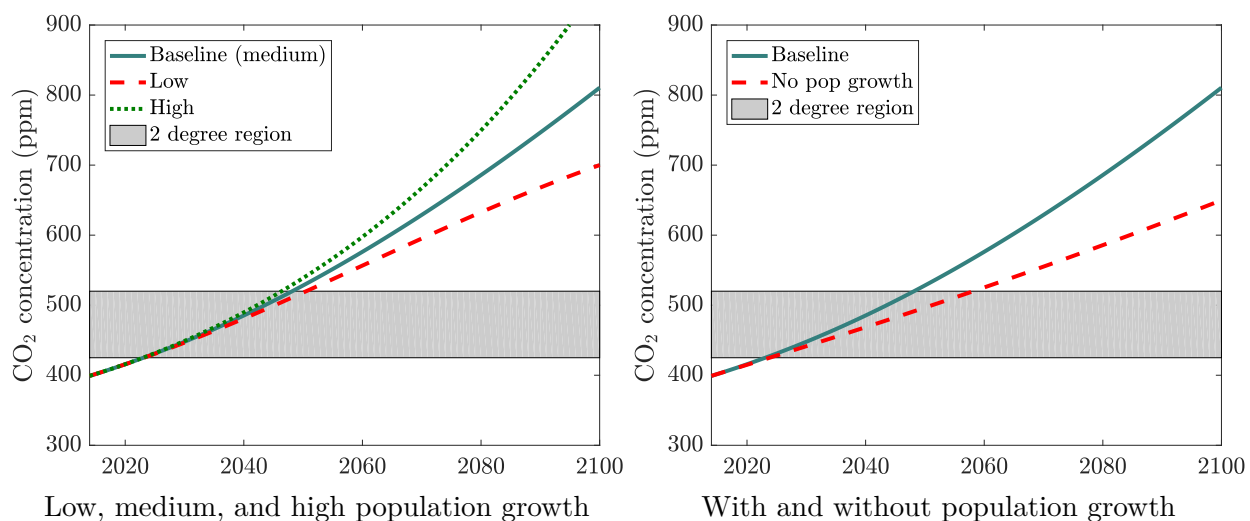 900
800
700
600
500
400
300
CO₂ concentration (ppm)
Baseline (medium)
Low
High
2 degree region
2020
2040
2060
2080
2100
Low, medium, and high population growth
900
800
700
600
500
400
300
CO₂ concentration (ppm)
Baseline
No pop growth
2 degree region
2020
2040
2060
2080
2100
With and without population growth